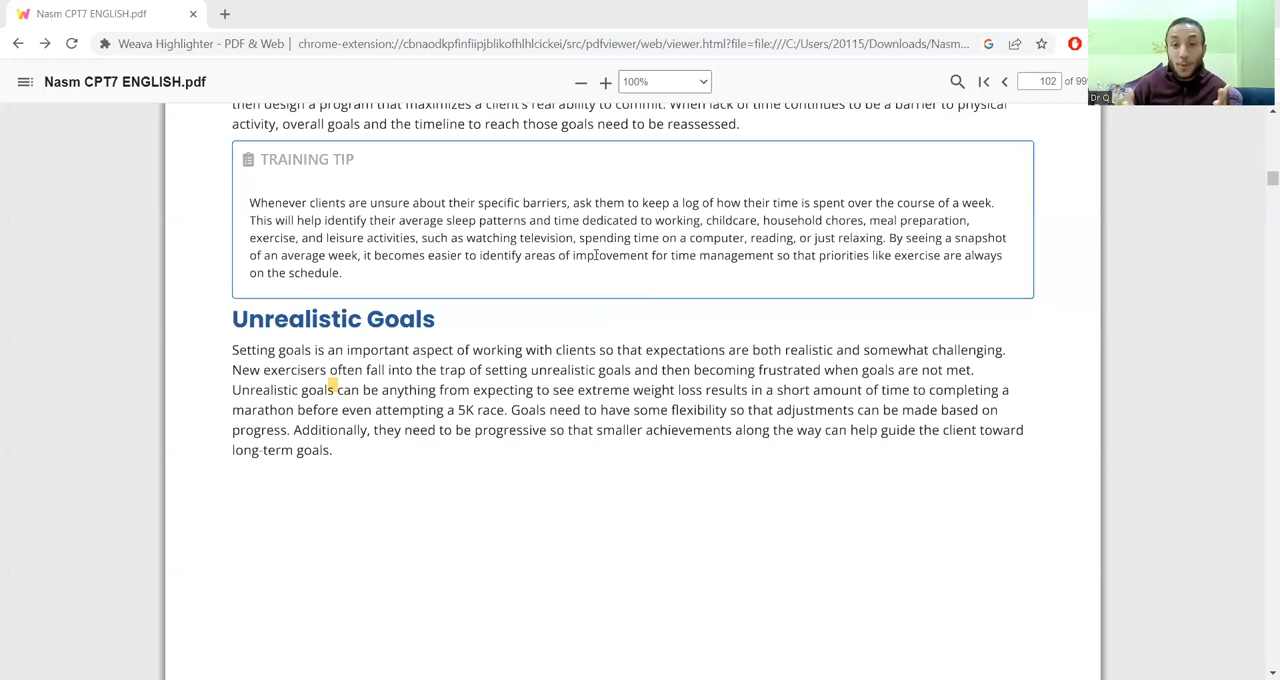 Nasm CPT7 ENGLISH.pdf
Weava Highlighter - PDF & Web | chrome-extension://cbnaodkpfinfiipjblikofhlhlcickei/src/pdfviewer/web/viewer.html?file=file:///C:/Users/20115/Downloads/Nasm...
Nasm CPT7 ENGLISH.pdf
100%
102 of 99
Dr Q
then design a program that maximizes a client's real ability to commit. When lack of time continues to be a barrier to physical
activity, overall goals and the timeline to reach those goals need to be reassessed.
TRAINING TIP
Whenever clients are unsure about their specific barriers, ask them to keep a log of how their time is spent over the course of a week.
This will help identify their average sleep patterns and time dedicated to working, childcare, household chores, meal preparation,
exercise, and leisure activities, such as watching television, spending time on a computer, reading, or just relaxing. By seeing a snapshot
of an average week, it becomes easier to identify areas of improvement for time management so that priorities like exercise are always
on the schedule.
Unrealistic Goals
Setting goals is an important aspect of working with clients so that expectations are both realistic and somewhat challenging.
New exercisers often fall into the trap of setting unrealistic goals and then becoming frustrated when goals are not met.
Unrealistic goals can be anything from expecting to see extreme weight loss results in a short amount of time to completing a
marathon before even attempting a 5K race. Goals need to have some flexibility so that adjustments can be made based on
progress. Additionally, they need to be progressive so that smaller achievements along the way can help guide the client toward
long-term goals.